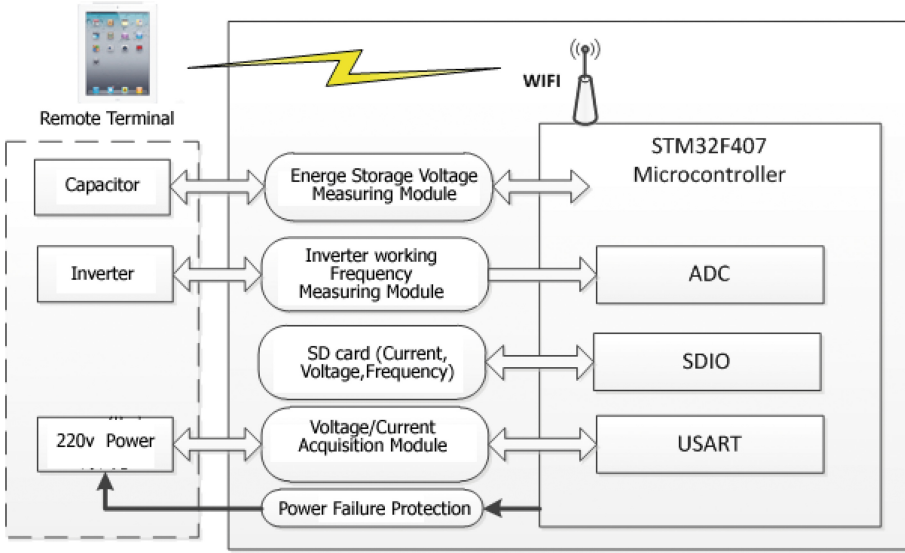 Remote Terminal
WIFI
STM32F407
Microcontroller
Capacitor
Energe Storage Voltage
Measuring Module
Inverter
Inverter working
Frequency
Measuring Module
ADC
SD card (Current,
Voltage,Frequency)
SDIO
220v Power
Voltage/Current
Acquisition Module
USART
Power Failure Protection